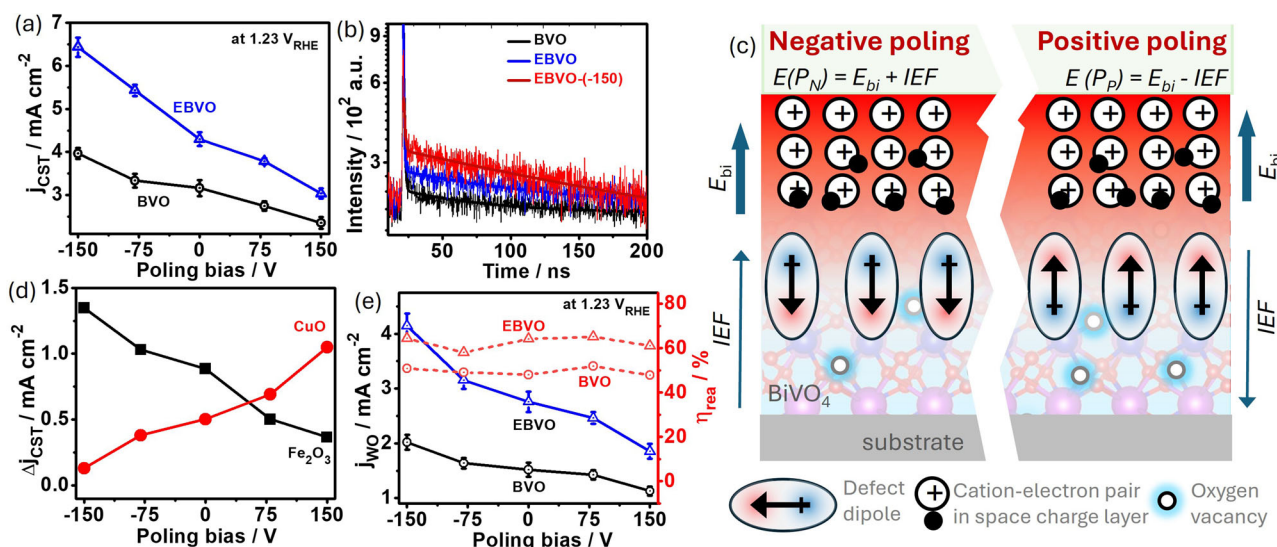 (a)
7
6
5
4
3
j_CST / mA cm⁻²
at 1.23 V_RHE
EBVO
BVO
-150 -75 0 75 150
Poling bias / V
(b)
9
6
3
Intensity / 10² a.u.
BVO
EBVO
EBVO-(-150)
50 100 150 200
Time / ns
(c)
Negative poling
E(P_N) = E_bi + IEF
Positive poling
E (P_P) = E_bi - IEF
E_bi
E_bi
IEF
IEF
BiVO₄
substrate
Defect
dipole
Cation-electron pair
in space charge layer
Oxygen
vacancy
(d)
1.5
1.0
0.5
0.0
Δj_CST / mA cm⁻²
CuO
Fe₂O₃
-150 -75 0 75 150
Poling bias / V
(e)
4
3
2
1
j_WO / mA cm⁻²
at 1.23 V_RHE
EBVO
BVO
EBVO
BVO
80
60
40
20
0
η_rea / %
-150 -75 0 75 150
Poling bias / V